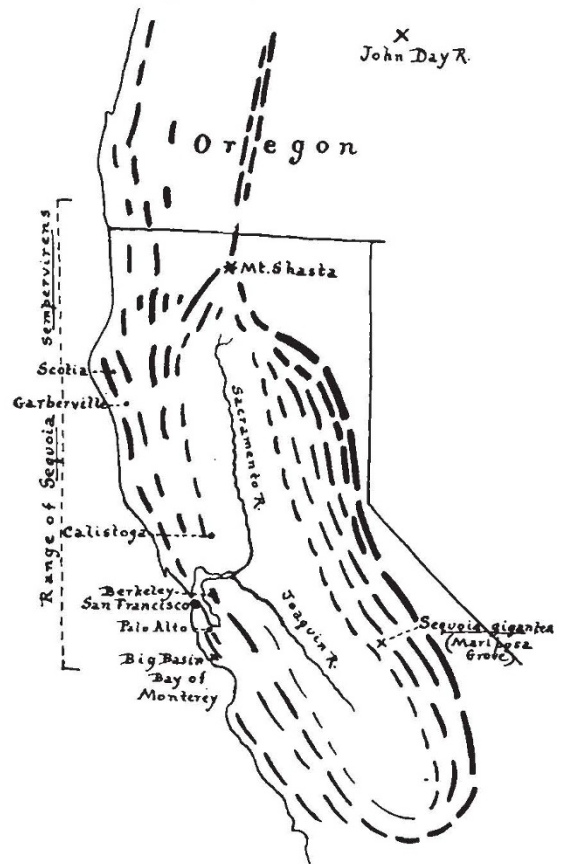 John Day R.
Oregon
Mt. Shasta
Range of Sequoia Sempervirens
Scotia
Garberville
Sacramento R.
Calistoga
Berkeley
San Francisco
Joaquin R.
Palo Alto
Sequoia gigantea
(Mariposa
Grove)
Big Basin
Bay of
Monterey